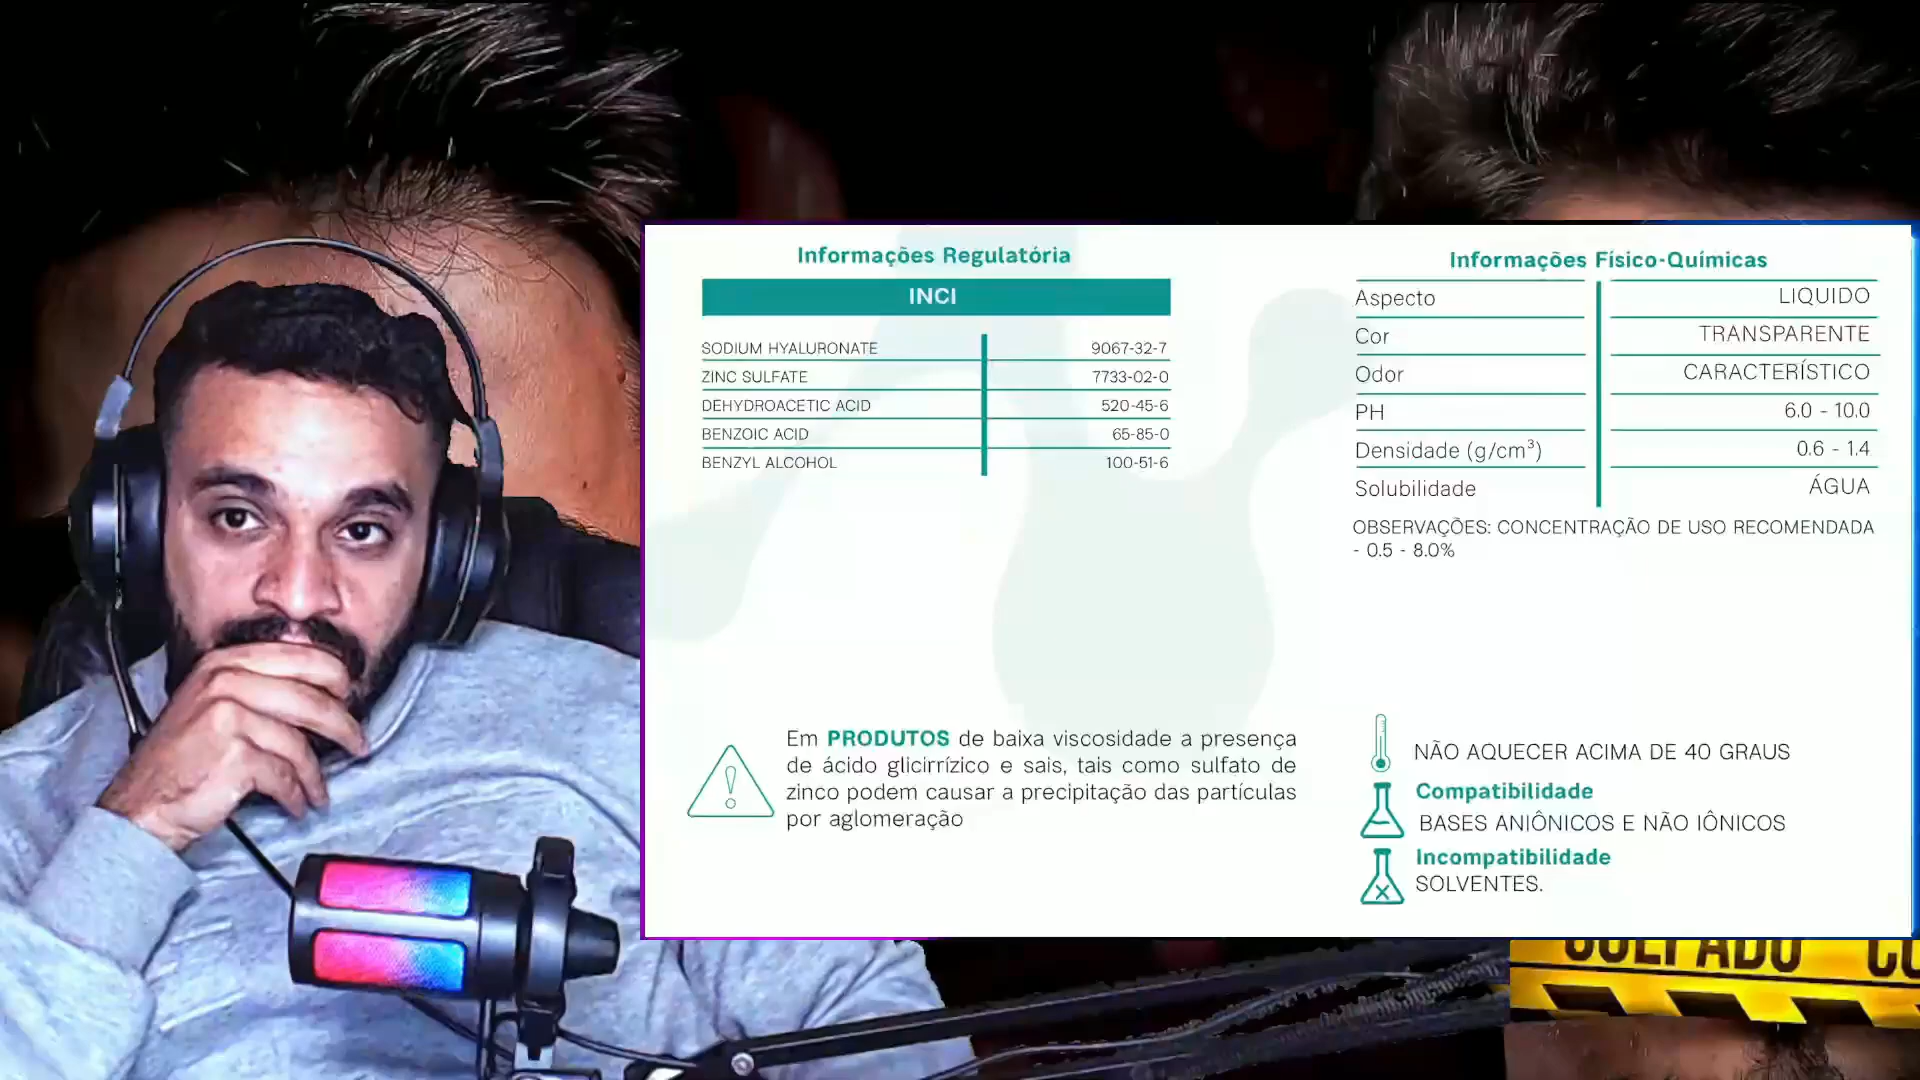 Informações Regulatória
INCI
SODIUM HYALURONATE 9067-32-7
ZINC SULFATE 7733-02-0
DEHYDROACETIC ACID 520-45-6
BENZOIC ACID 65-85-0
BENZYL ALCOHOL 100-51-6
Informações Físico-Químicas
Aspecto LIQUIDO
Cor TRANSPARENTE
Odor CARACTERÍSTICO
PH 6.0 - 10.0
Densidade (g/cm³) 0.6 - 1.4
Solubilidade ÁGUA
OBSERVAÇÕES: CONCENTRAÇÃO DE USO RECOMENDADA
- 0.5 - 8.0%
Em PRODUTOS de baixa viscosidade a presença
de ácido glicirrízico e sais, tais como sulfato de
zinco podem causar a precipitação das partículas
por aglomeração
NÃO AQUECER ACIMA DE 40 GRAUS
Compatibilidade
BASES ANIÔNICOS E NÃO IÔNICOS
Incompatibilidade
SOLVENTES.